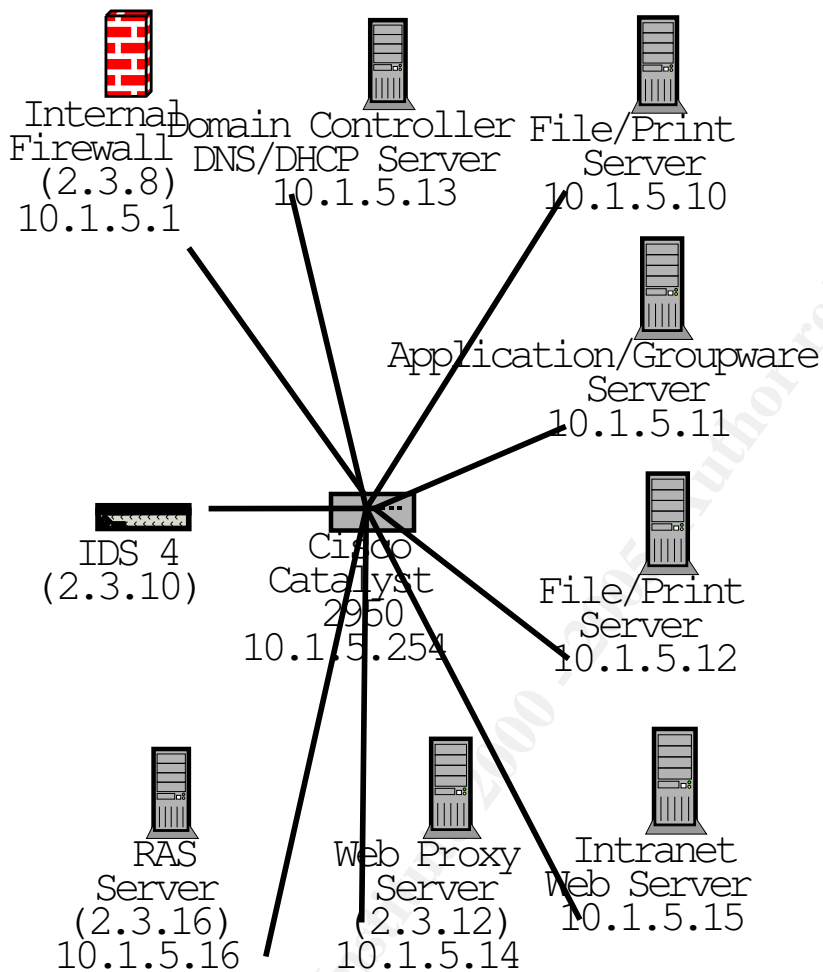 Internal
Firewall
(2.3.8)
10.1.5.1
Domain Controller
DNS/DHCP Server
10.1.5.13
File/Print
Server
10.1.5.10
Application/Groupware
Server
10.1.5.11
IDS 4
(2.3.10)
Cisco
Catalyst
2950
10.1.5.254
File/Print
Server
10.1.5.12
RAS
Server
(2.3.16)
10.1.5.16
Web Proxy
Server
(2.3.12)
10.1.5.14
Intranet
Web Server
10.1.5.15
2000 - 2005 Author re